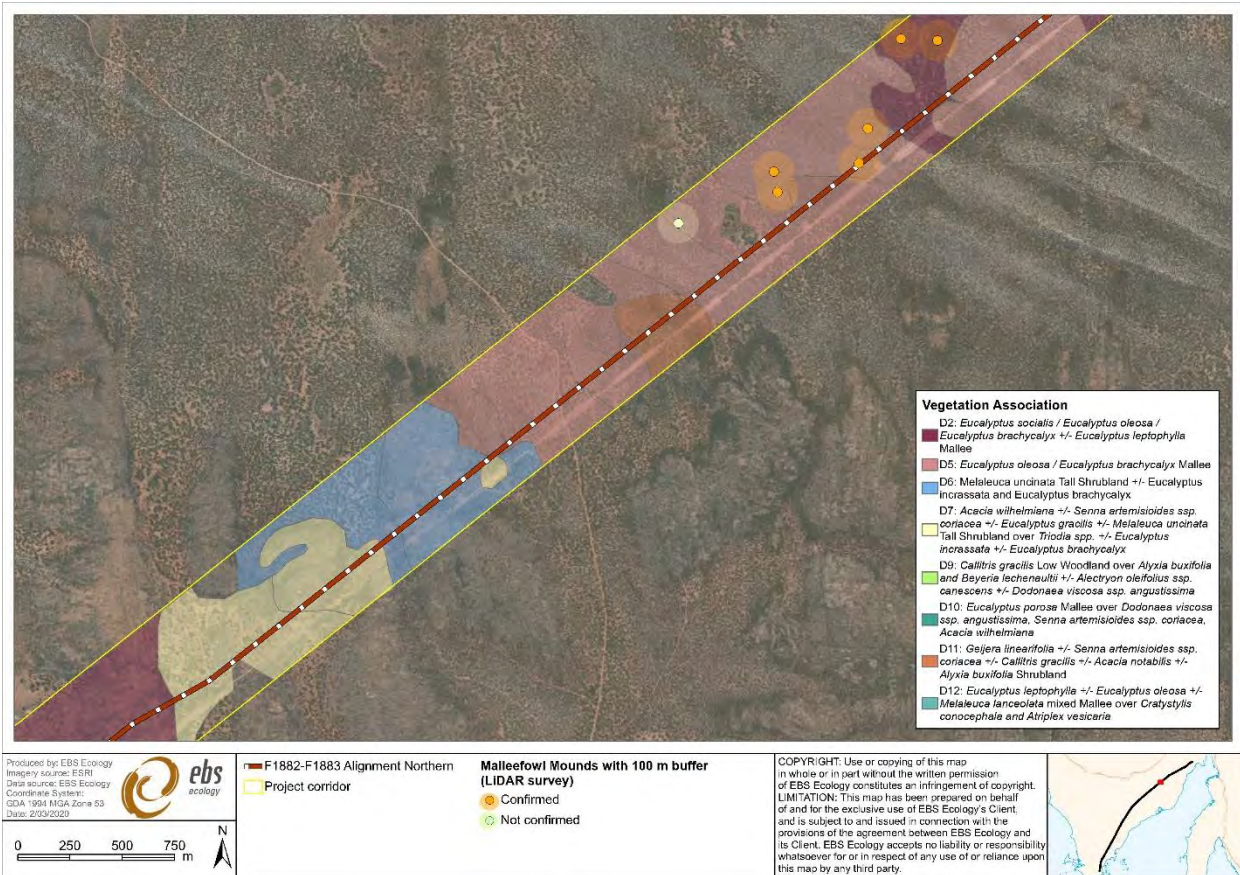 Vegetation Association
D2: Eucalyptus socialis / Eucalyptus oleosa /
Eucalyptus brachycalyx +/- Eucalyptus leptophylla
Mallee
D5: Eucalyptus oleosa / Eucalyptus brachycalyx Mallee
D6: Melaleuca uncinata Tall Shrubland +/- Eucalyptus
incrassata and Eucalyptus brachycalyx
D7: Acacia wilhelmiana +/- Senna artemisioides ssp.
coriacea +/- Eucalyptus gracilis +/- Melaleuca uncinata
Tall Shrubland over Triodia spp. +/- Eucalyptus
incrassata +/- Eucalyptus brachycalyx
D9: Callitris gracilis Low Woodland over Alyxia buxifolia
and Beyeria lechenaultii +/- Alectryon oleifolius ssp.
canescens +/- Dodonaea viscosa ssp. angustissima
D10: Eucalyptus porosa Mallee over Dodonaea viscosa
ssp. angustissima, Senna artemisioides ssp. coriacea,
Acacia wilhelmiana
D11: Geijera linearifolia +/- Senna artemisioides ssp.
coriacea +/- Callitris gracilis +/- Acacia notabilis +/-
Alyxia buxifolia Shrubland
D12: Eucalyptus leptophylla +/- Eucalyptus oleosa +/-
Melaleuca lanceolata mixed Mallee over Cratystylis
conocephala and Atriplex vesicaria
Produced by: EBS Ecology
Imagery source: ESRI
Data source: EBS Ecology
Coordinate System:
GDA 1994 MGA Zone 53
Date: 2/03/2020
ebs
ecology
0 250 500 750
m
N
F1882-F1883 Alignment Northern
Project corridor
Malleefowl Mounds with 100 m buffer
(LiDAR survey)
Confirmed
Not confirmed
COPYRIGHT: Use or copying of this map
in whole or in part without the written permission
of EBS Ecology constitutes an infringement of copyright.
LIMITATION: This map has been prepared on behalf
of and for the exclusive use of EBS Ecology's Client,
and is subject to and issued in connection with the
provisions of the agreement between EBS Ecology and
its Client. EBS Ecology accepts no liability or responsibility
whatsoever for or in respect of any use of or reliance upon
this map by any third party.